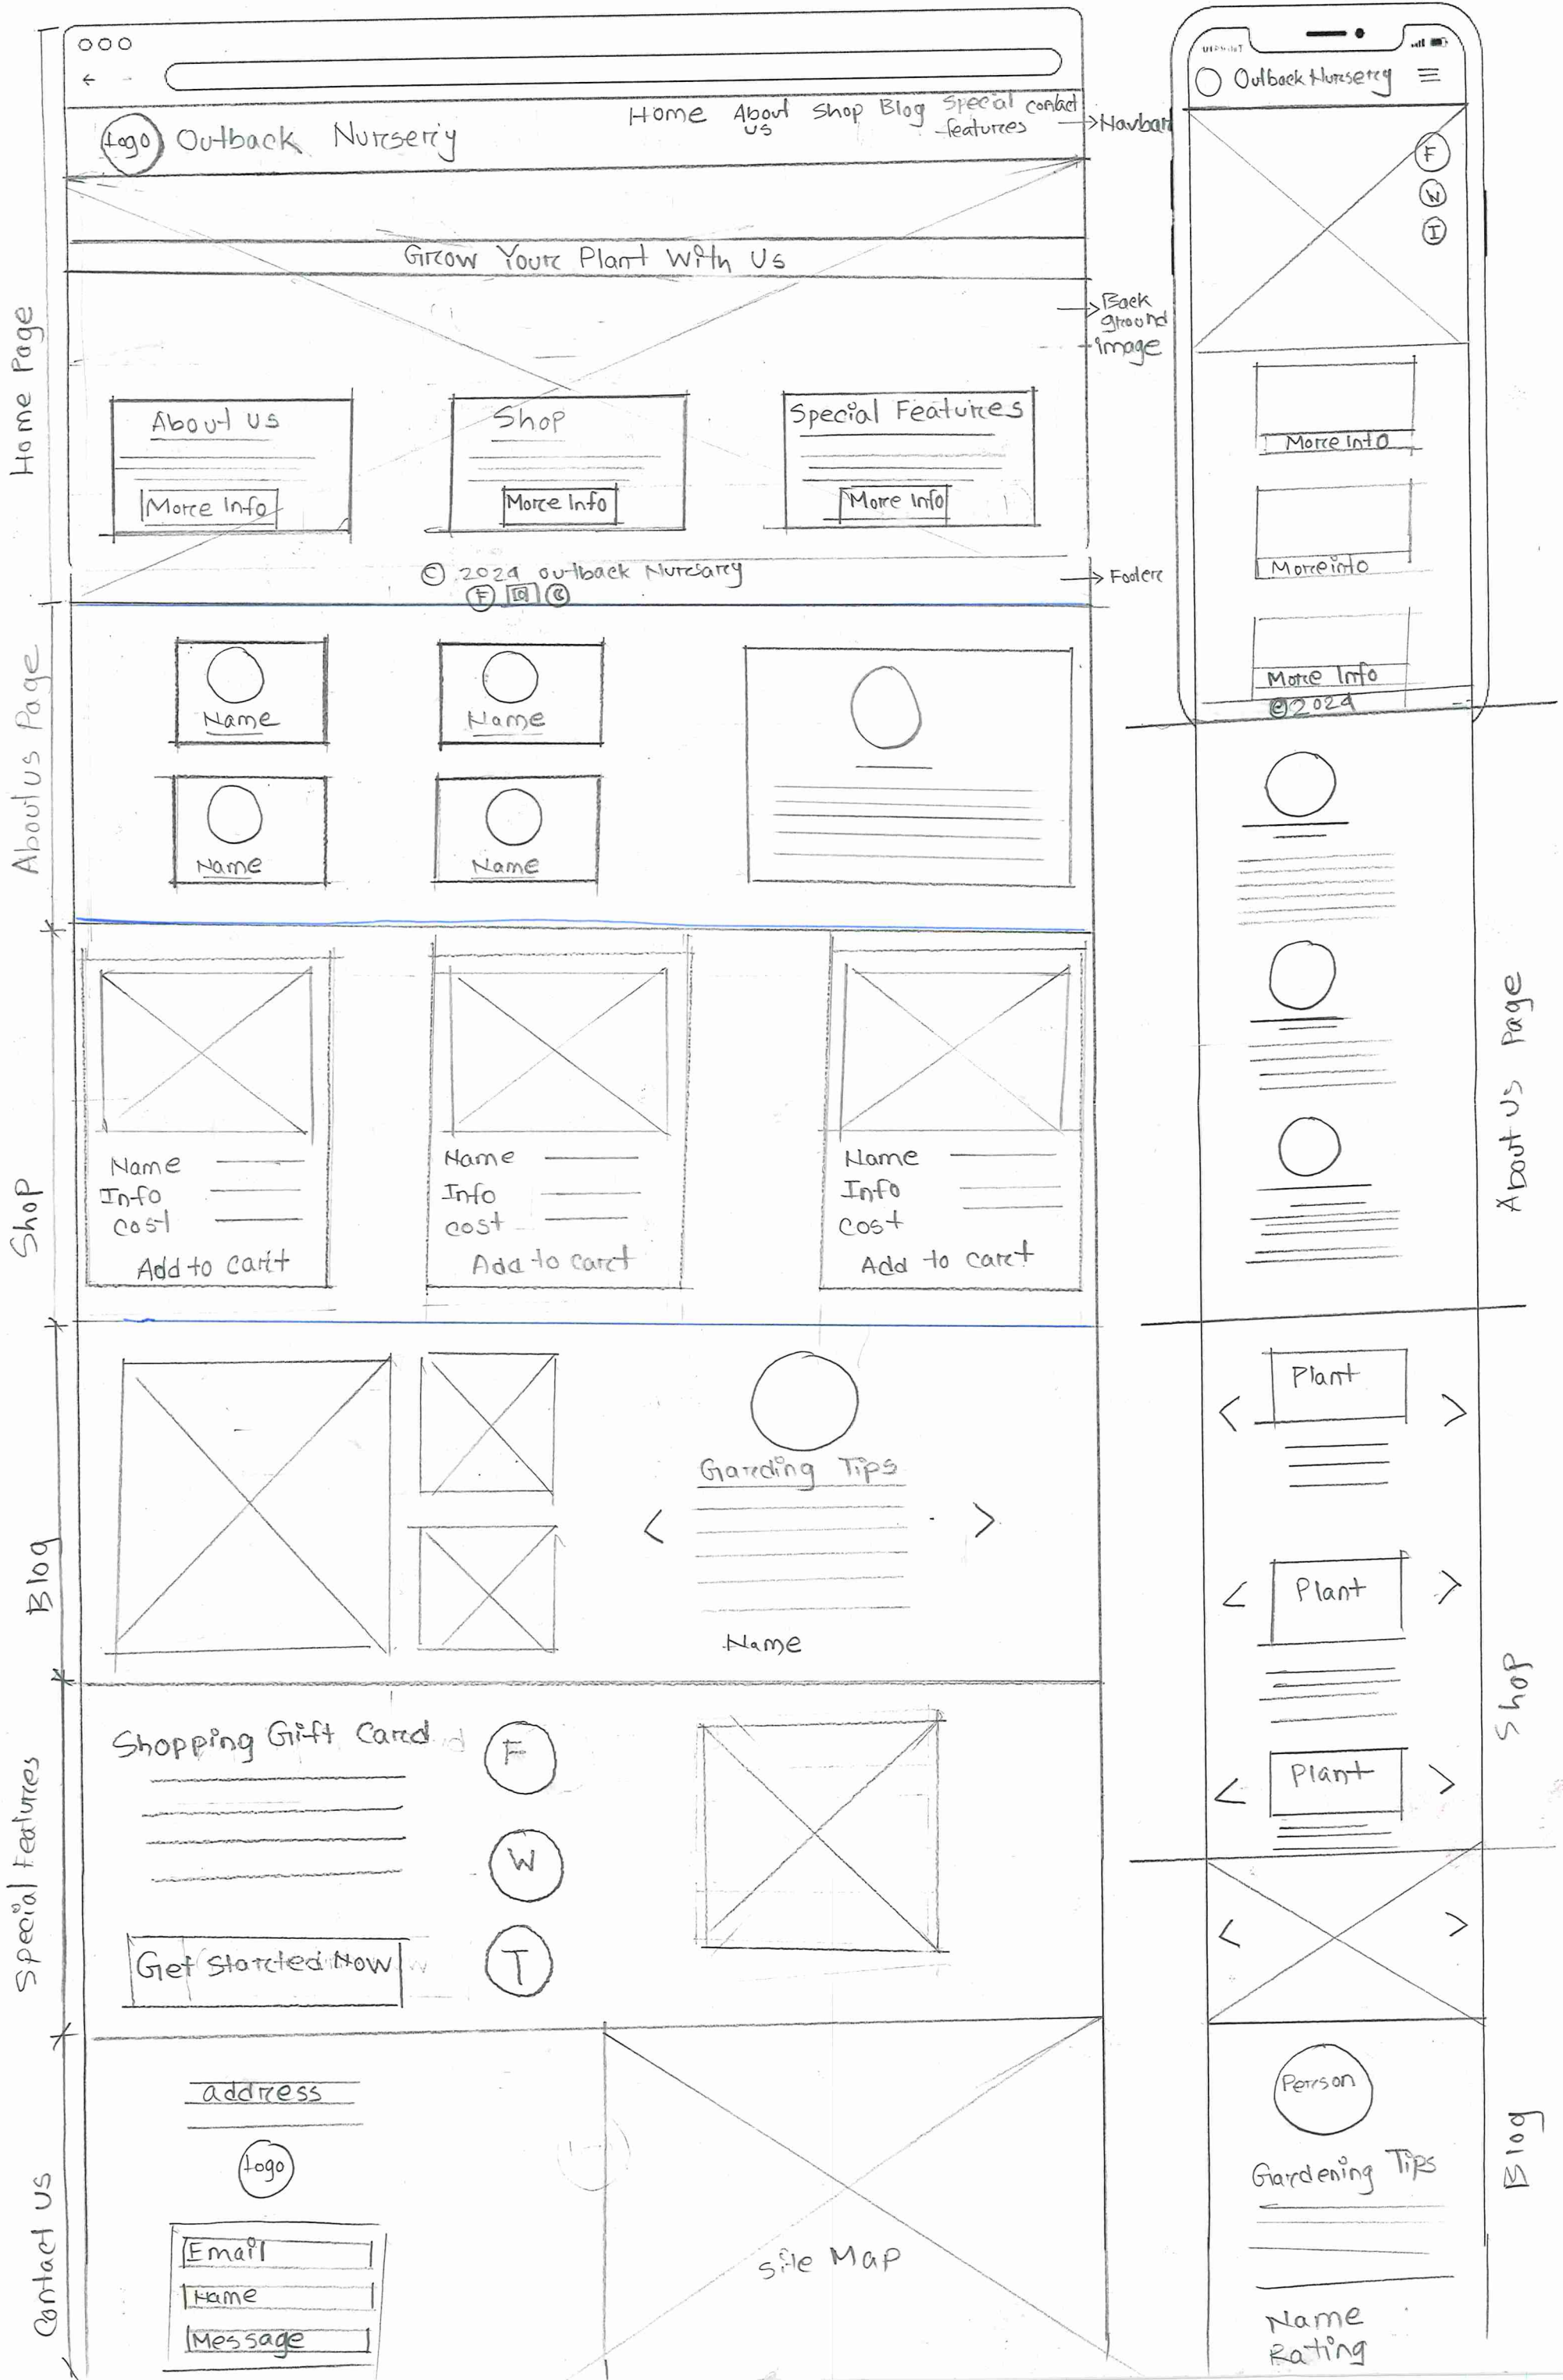 Home Page
Home About us Shop Blog Special features Contact
Navbar
Logo Outback Nursery
Grow Your Plant With Us
Back ground image
About us
More Info
Shop
More Info
Special Features
More Info
© 2024 Outback Nursary
F
Footer
About us Page
Name
Name
Name
Name
Shop
Name
Info
cost
Add to cart
Name
Info
cost
Add to cart
Name
Info
cost
Add to cart
Blog
Garding Tips
Name
Special Features
Shopping Gift Card
Get Started Now
F
W
T
Contact us
address
Logo
Email
Name
Message
Site Map
Outback Nursery
F
W
I
More Info
More info
More Info
© 2024
About us Page
Plant
Plant
Plant
Shop
Person
Gardening Tips
Name
Rating
Blog